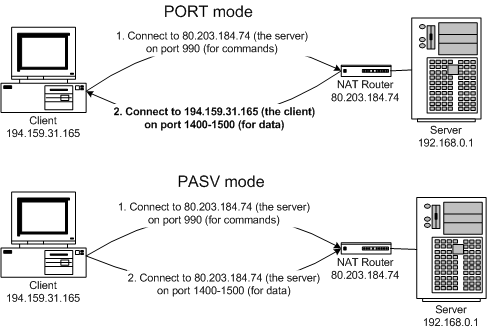 PORT mode
1. Connect to 80.203.184.74 (the server)
on port 990 (for commands)
2. Connect to 194.159.31.165 (the client)
on port 1400-1500 (for data)
Client
194.159.31.165
NAT Router
80.203.184.74
Server
192.168.0.1
PASV mode
1. Connect to 80.203.184.74 (the server)
on port 990 (for commands)
2. Connect to 80.203.184.74 (the server)
on port 1400-1500 (for data)
Client
194.159.31.165
NAT Router
80.203.184.74
Server
192.168.0.1